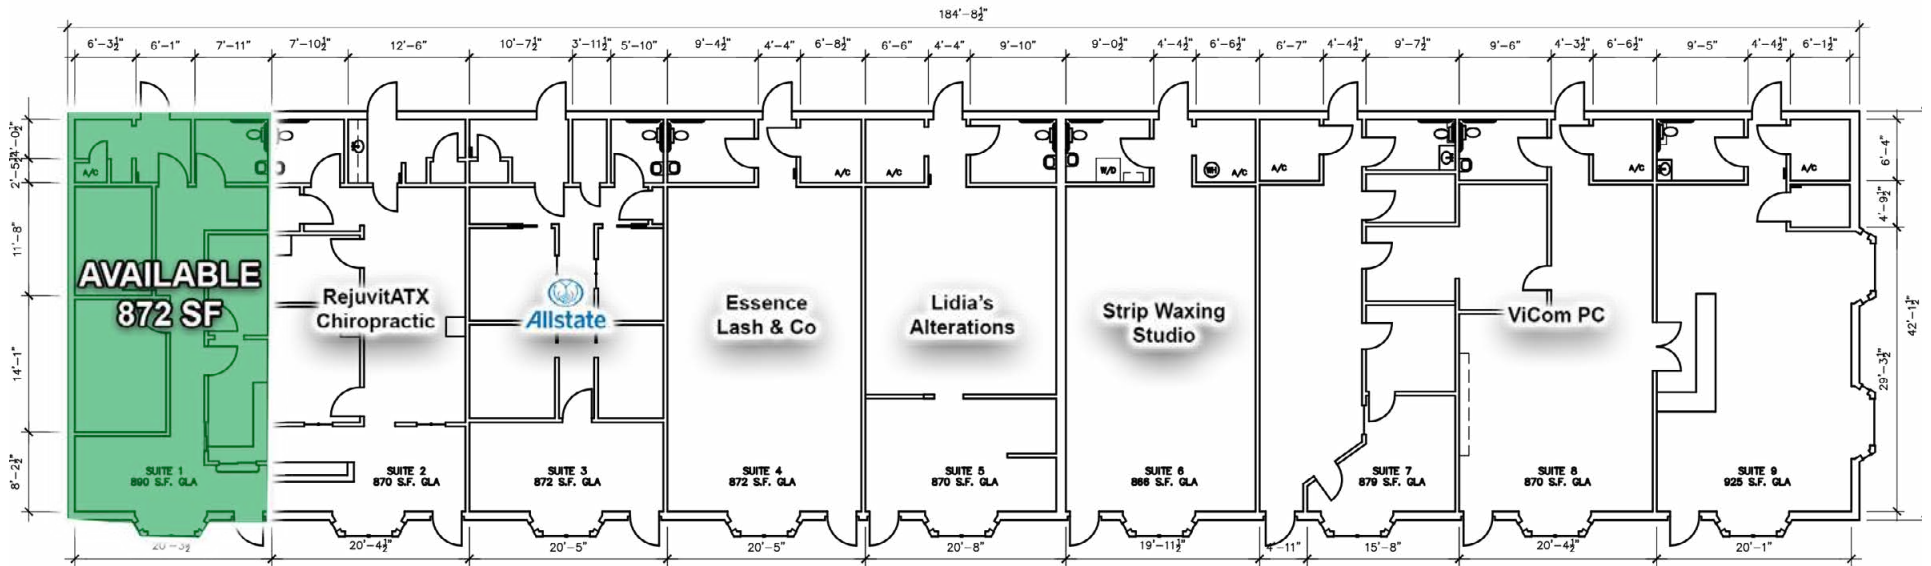 184'-8½"
6'-3½" 6'-1" 7'-11" 7'-10½" 12'-6" 10'-7½" 3'-11½" 5'-10" 9'-4½" 4'-4" 6'-8½" 6'-6" 4'-4" 9'-10" 9'-0½" 4'-4½" 6'-6½" 6'-7" 4'-4½" 9'-7½" 9'-6" 4'-3½" 6'-6½" 9'-5" 4'-4½" 6'-1½"
4'-0½"
2'-5½"
11'-8"
14'-1"
8'-2½"
A/C A/C A/C W/D WH A/C A/C A/C A/C
6'-4"
4'-9½"
42'-1½"
29'-3½"
AVAILABLE
872 SF
RejuvitATX
Chiropractic
Allstate
Essence
Lash & Co
Lidia's
Alterations
Strip Waxing
Studio
ViCom PC
SUITE 1
890 S.F. GLA
SUITE 2
870 S.F. GLA
SUITE 3
872 S.F. GLA
SUITE 4
872 S.F. GLA
SUITE 5
870 S.F. GLA
SUITE 6
866 S.F. GLA
SUITE 7
879 S.F. GLA
SUITE 8
870 S.F. GLA
SUITE 9
925 S.F. GLA
20'-4½" 20'-5" 20'-5" 20'-8" 19'-11½" 4'-11" 15'-8" 20'-4½" 20'-1"